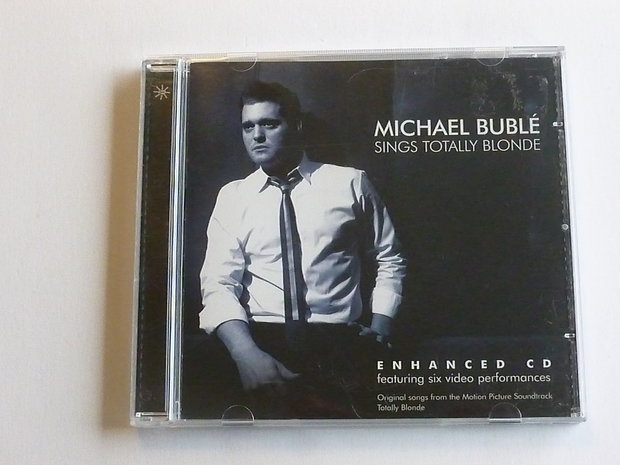 MICHAEL BUBLÉ
SINGS TOTALLY BLONDE
ENHANCED CD
featuring six video performances
Original songs from the Motion Picture Soundtrack
Totally Blonde